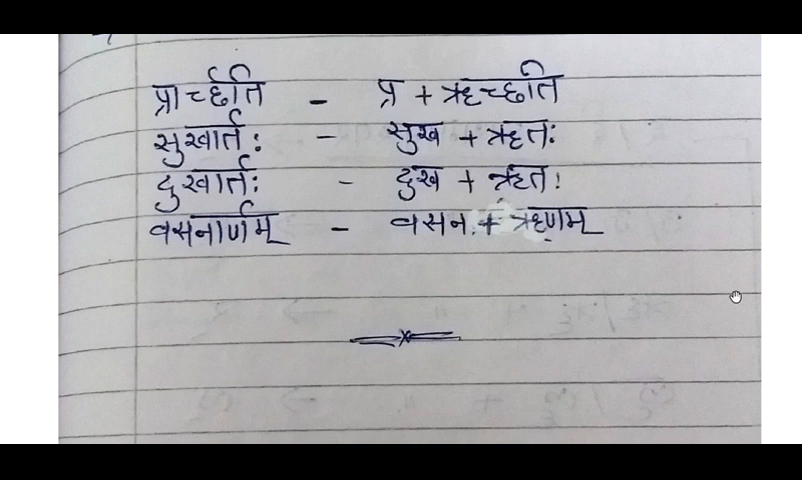 प्रार्च्छति - प्र + ऋच्छति
सुखार्तः - सुख + ऋतः
दुखार्तः - दुख + ऋतः
वसनार्णम् - वसन + ऋणम्